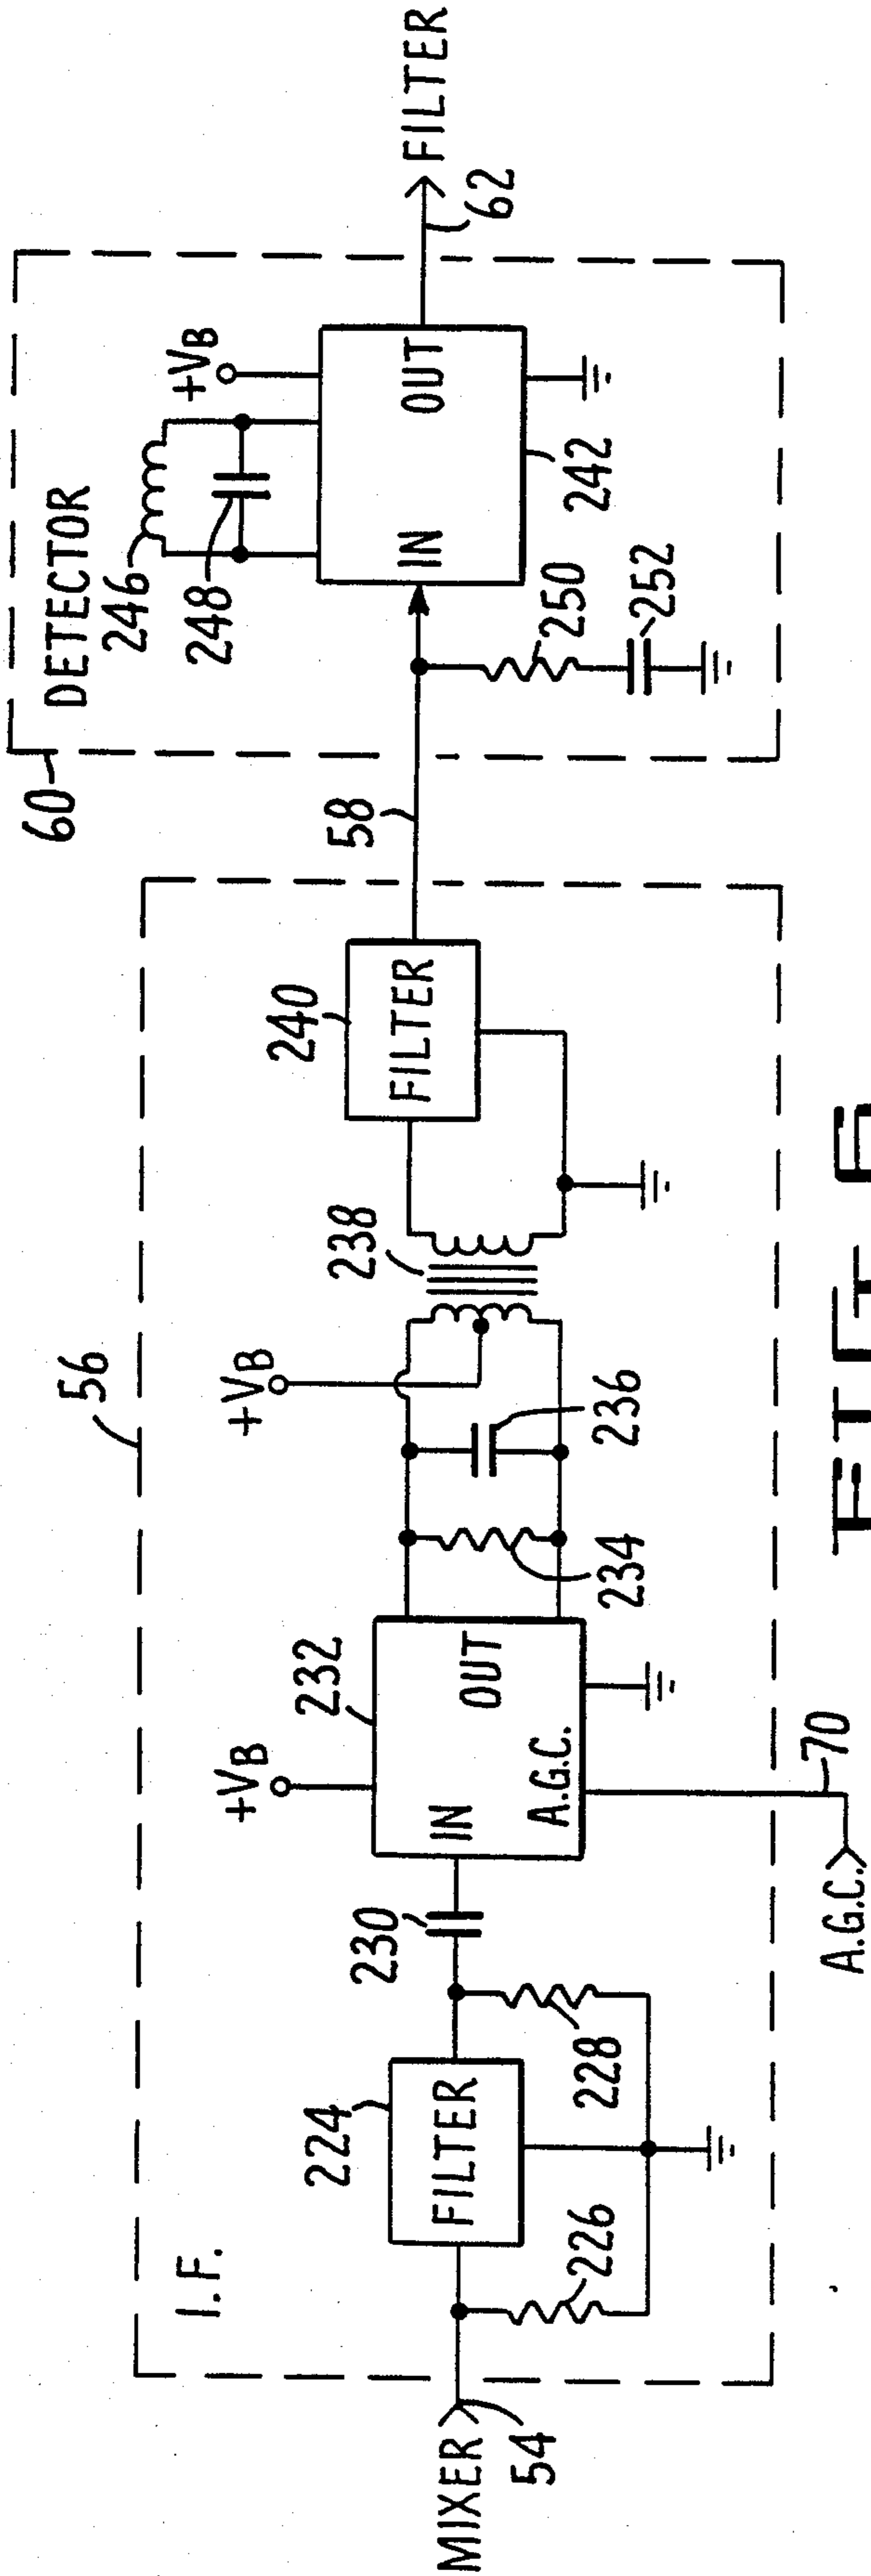 I.F.
56
MIXER
54
224
FILTER
226
228
230
+VB
232
IN
OUT
A.G.C.
A.G.C.
70
234
236
+VB
238
240
FILTER
58
60
DETECTOR
246
248
+VB
IN
OUT
242
250
252
62
FILTER